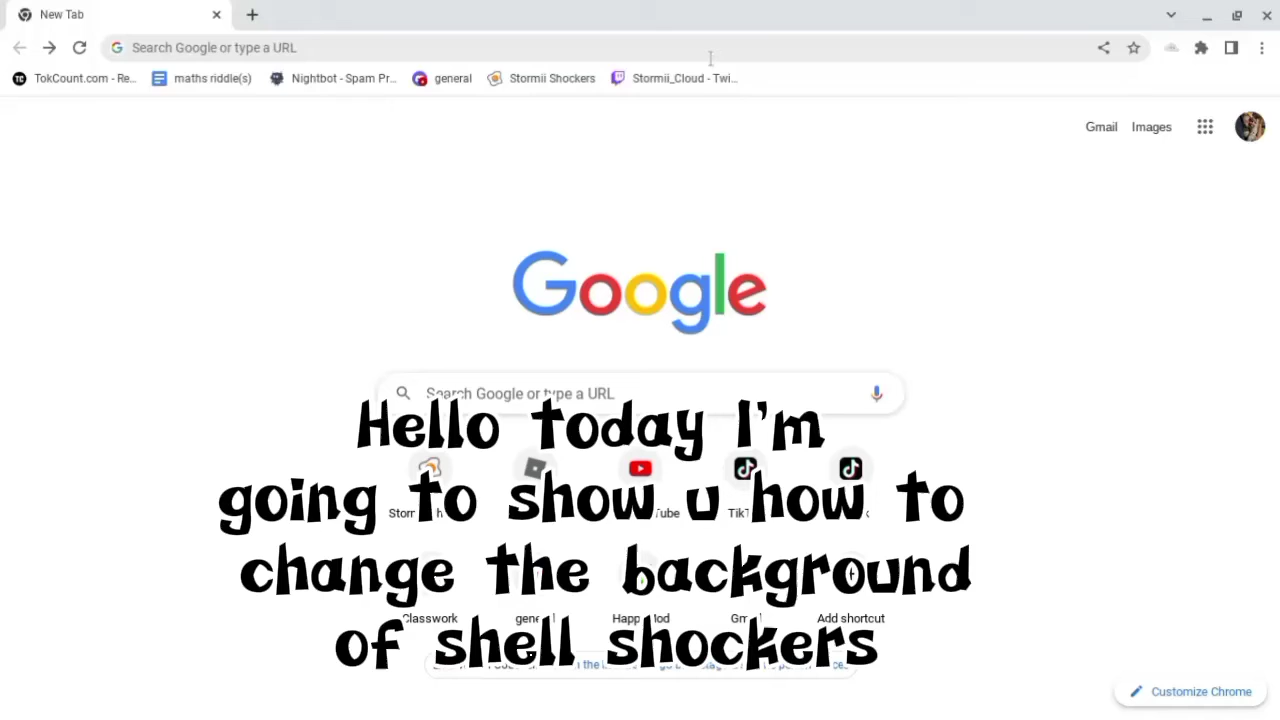 New Tab
Search Google or type a URL
TokCount.com - Re... maths riddle(s) Nightbot - Spam Pr... general Stormii Shockers Stormii_Cloud - Twi...
Gmail Images
Google
Search Google or type a URL
Hello today I'm
going to show u how to
change the background
of shell shockers
Classwork
Add shortcut
Customize Chrome